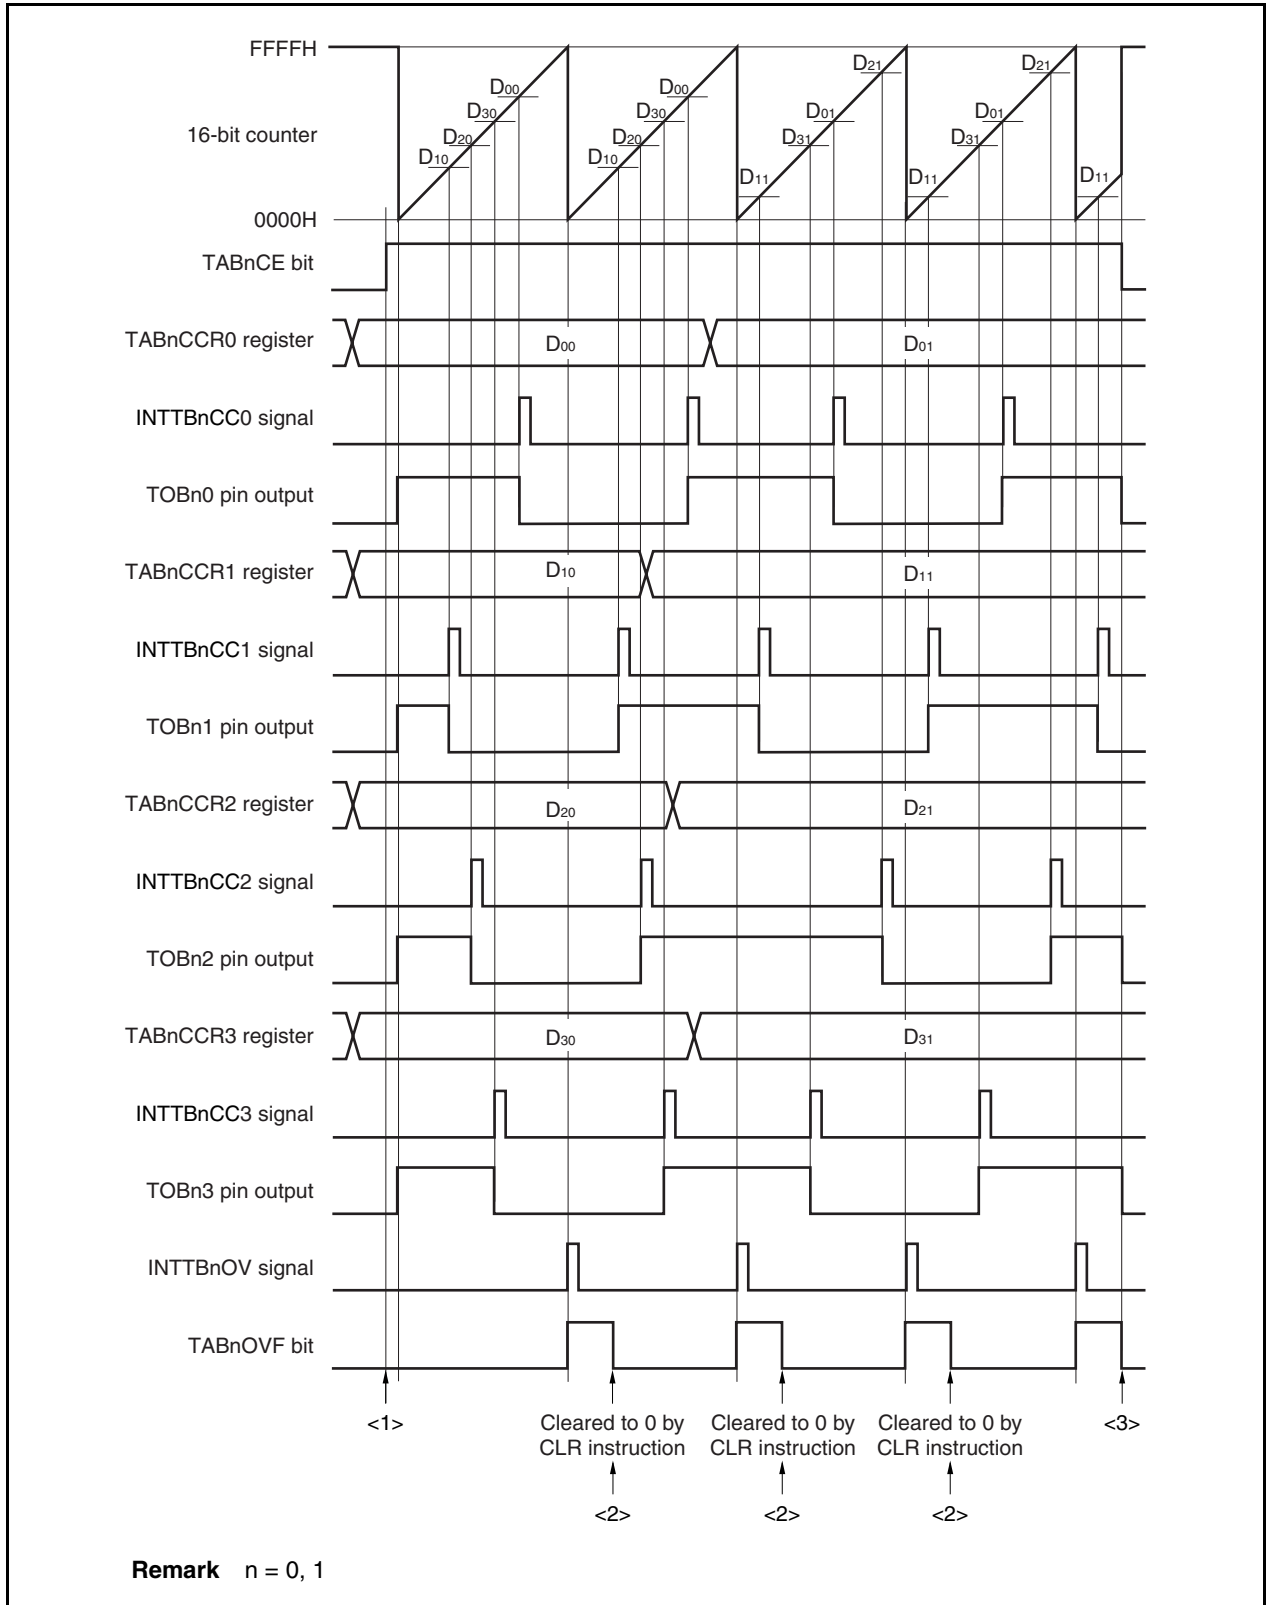 FFFFH
D00 D00 D21 D21
D30 D30 D01 D01
16-bit counter
D20 D20 D31 D31
D10 D10 D11 D11 D11
0000H
TABnCE bit
TABnCCR0 register D00 D01
INTTBnCC0 signal
TOBn0 pin output
TABnCCR1 register D10 D11
INTTBnCC1 signal
TOBn1 pin output
TABnCCR2 register D20 D21
INTTBnCC2 signal
TOBn2 pin output
TABnCCR3 register D30 D31
INTTBnCC3 signal
TOBn3 pin output
INTTBnOV signal
TABnOVF bit
<1> Cleared to 0 by Cleared to 0 by Cleared to 0 by <3>
CLR instruction CLR instruction CLR instruction
<2> <2> <2>
Remark n = 0, 1